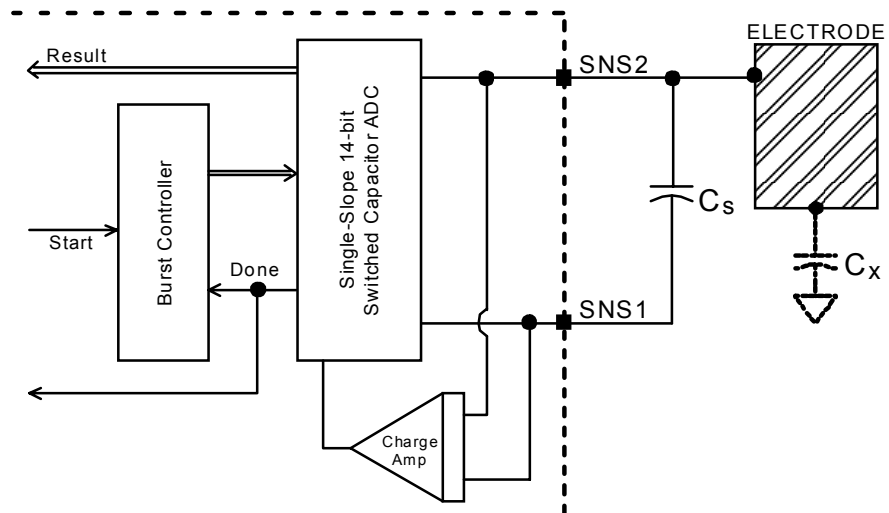 ELECTRODE
Result
SNS2
Single-Slope 14-bit
Switched Capacitor ADC
Burst Controller
Start
Done
Cs
Cx
SNS1
Charge
Amp